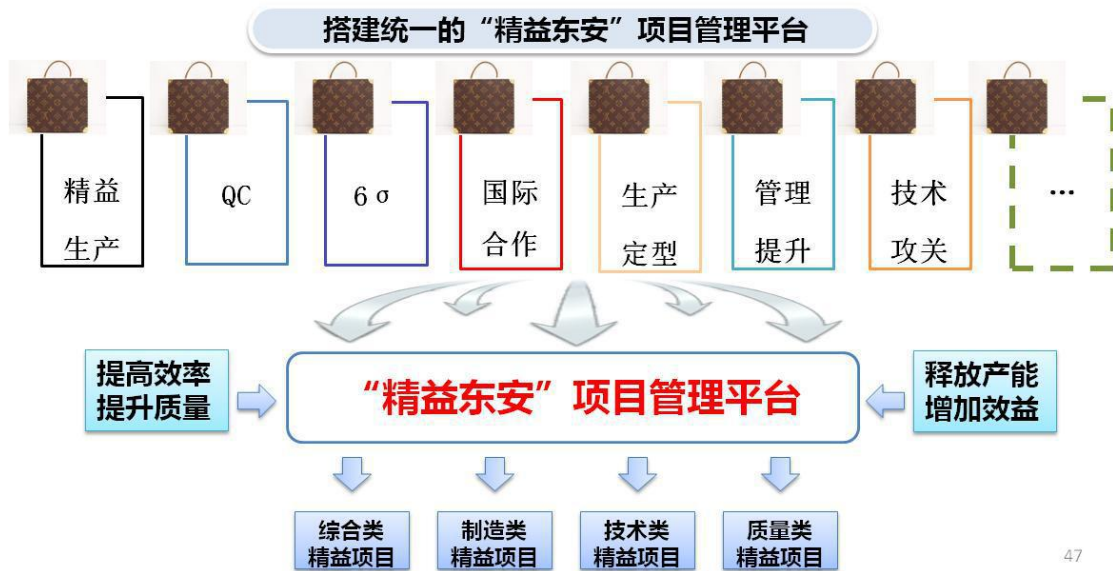 搭建统一的“精益东安”项目管理平台
精益
生产
QC
6σ
国际
合作
生产
定型
管理
提升
技术
攻关
…
提高效率
提升质量
“精益东安”项目管理平台
释放产能
增加效益
综合类
精益项目
制造类
精益项目
技术类
精益项目
质量类
精益项目
47